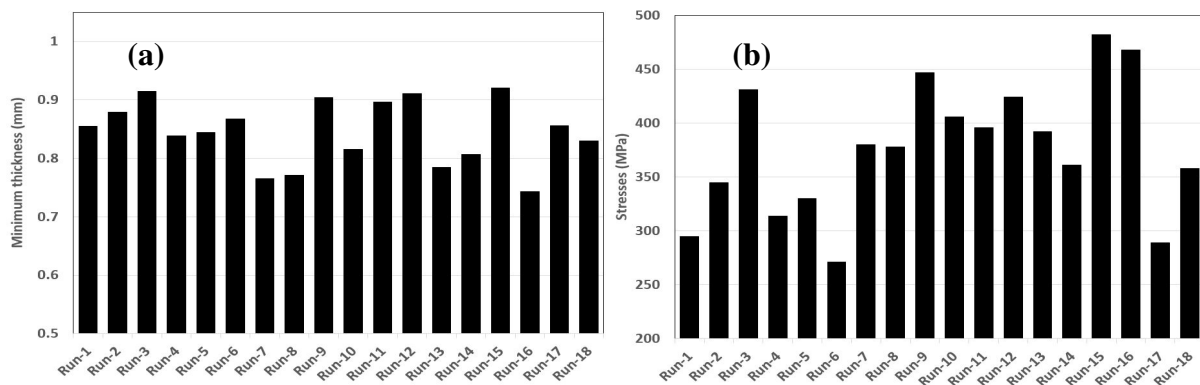 (a)
Minimum thickness (mm)
1
0.9
0.8
0.7
0.6
0.5
Run-1
Run-2
Run-3
Run-4
Run-5
Run-6
Run-7
Run-8
Run-9
Run-10
Run-11
Run-12
Run-13
Run-14
Run-15
Run-16
Run-17
Run-18
(b)
Stresses (MPa)
500
450
400
350
300
250
200
Run-1
Run-2
Run-3
Run-4
Run-5
Run-6
Run-7
Run-8
Run-9
Run-10
Run-11
Run-12
Run-13
Run-14
Run-15
Run-16
Run-17
Run-18